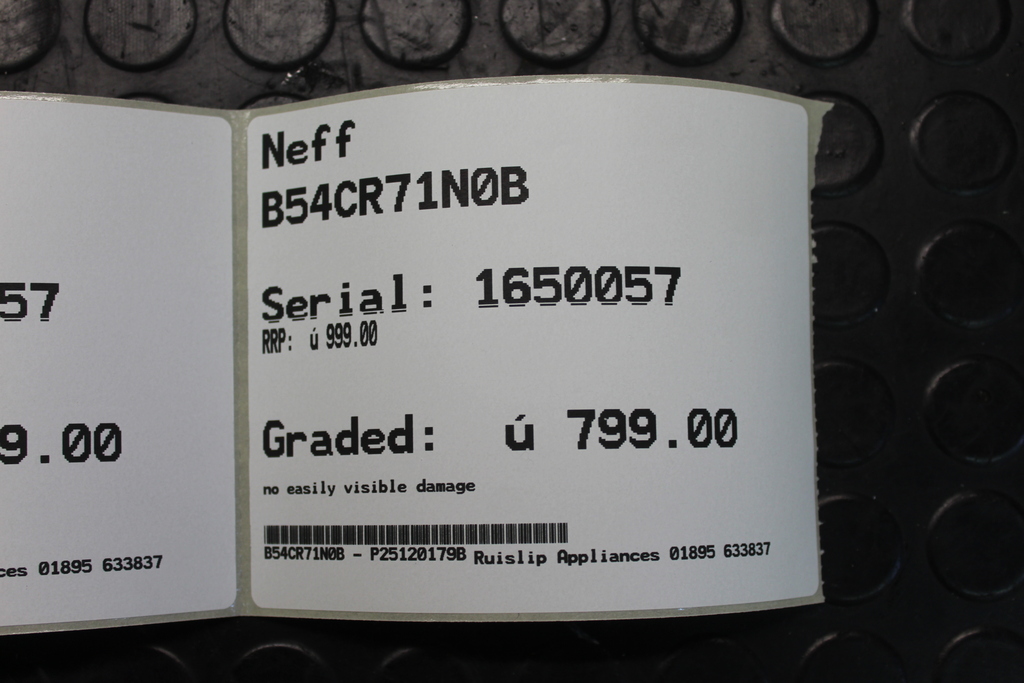 57
9.00
ces 01895 633837
Neff
B54CR71N0B
Serial: 1650057
RRP: ú 999.00
Graded: ú 799.00
no easily visible damage
B54CR71N0B - P25120179B Ruislip Appliances 01895 633837